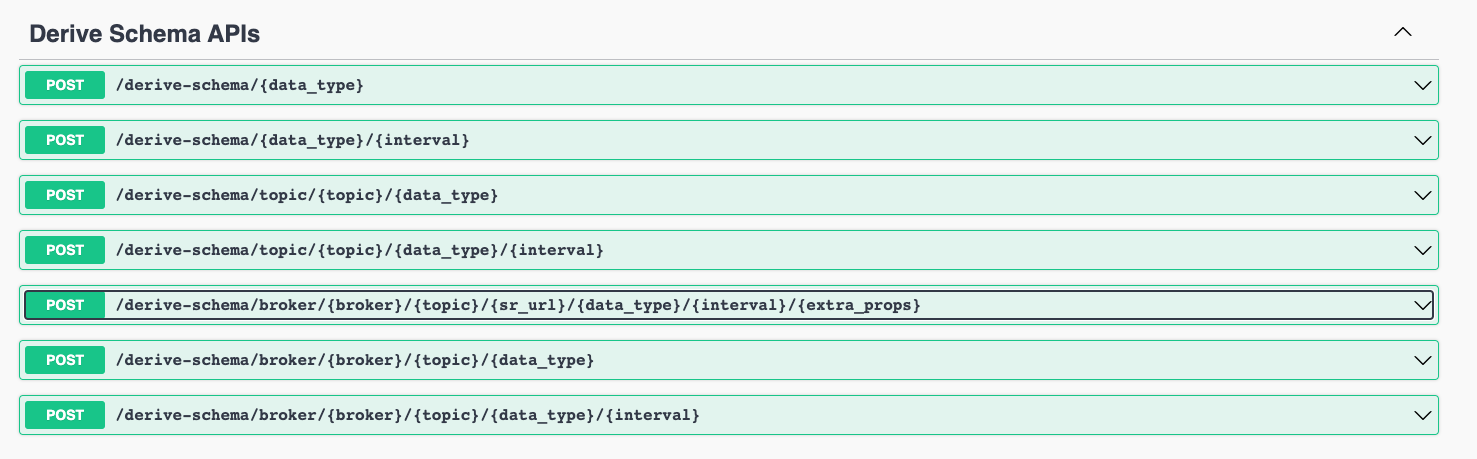 Derive Schema APIs
POST /derive-schema/{data_type}
POST /derive-schema/{data_type}/{interval}
POST /derive-schema/topic/{topic}/{data_type}
POST /derive-schema/topic/{topic}/{data_type}/{interval}
POST /derive-schema/broker/{broker}/{topic}/{sr_url}/{data_type}/{interval}/{extra_props}
POST /derive-schema/broker/{broker}/{topic}/{data_type}
POST /derive-schema/broker/{broker}/{topic}/{data_type}/{interval}